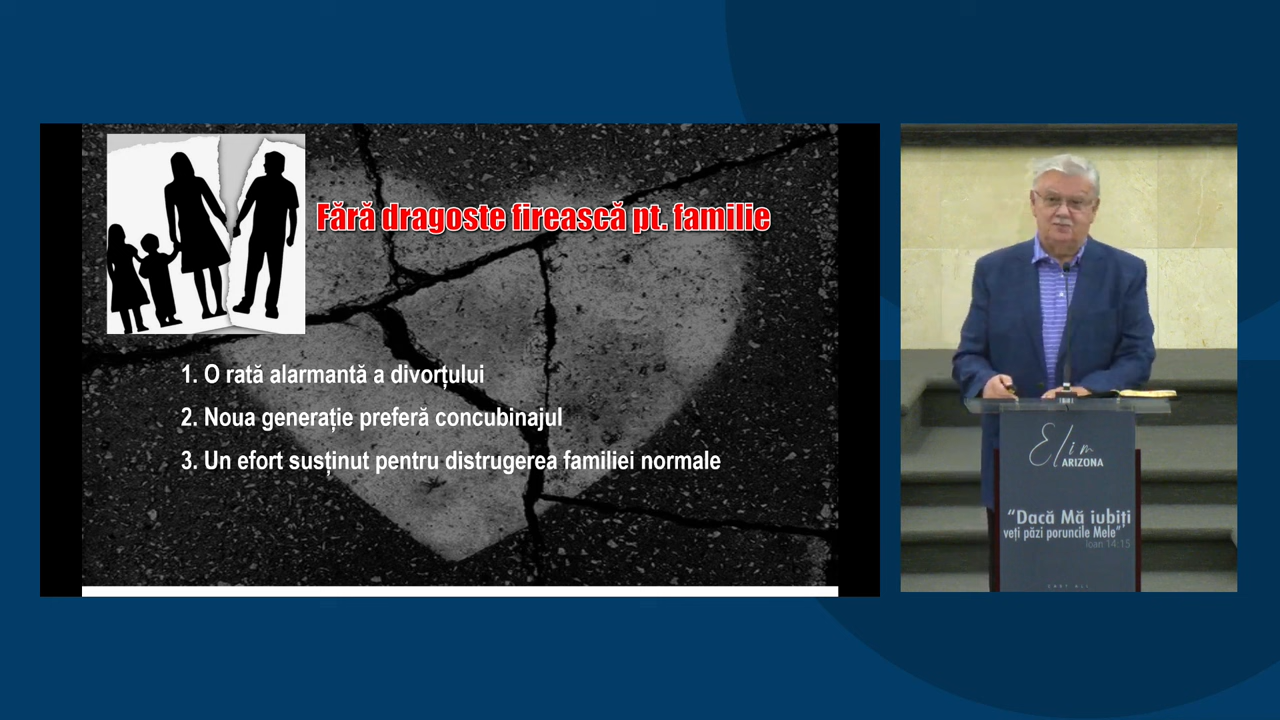 Fără dragoste firească pt. familie
1. O rată alarmantă a divorțului
2. Noua generație preferă concubinajul
3. Un efort susținut pentru distrugerea familiei normale
Elim
ARIZONA
“Dacă Mă iubiți
veți păzi poruncile Mele”
Ioan 14:15